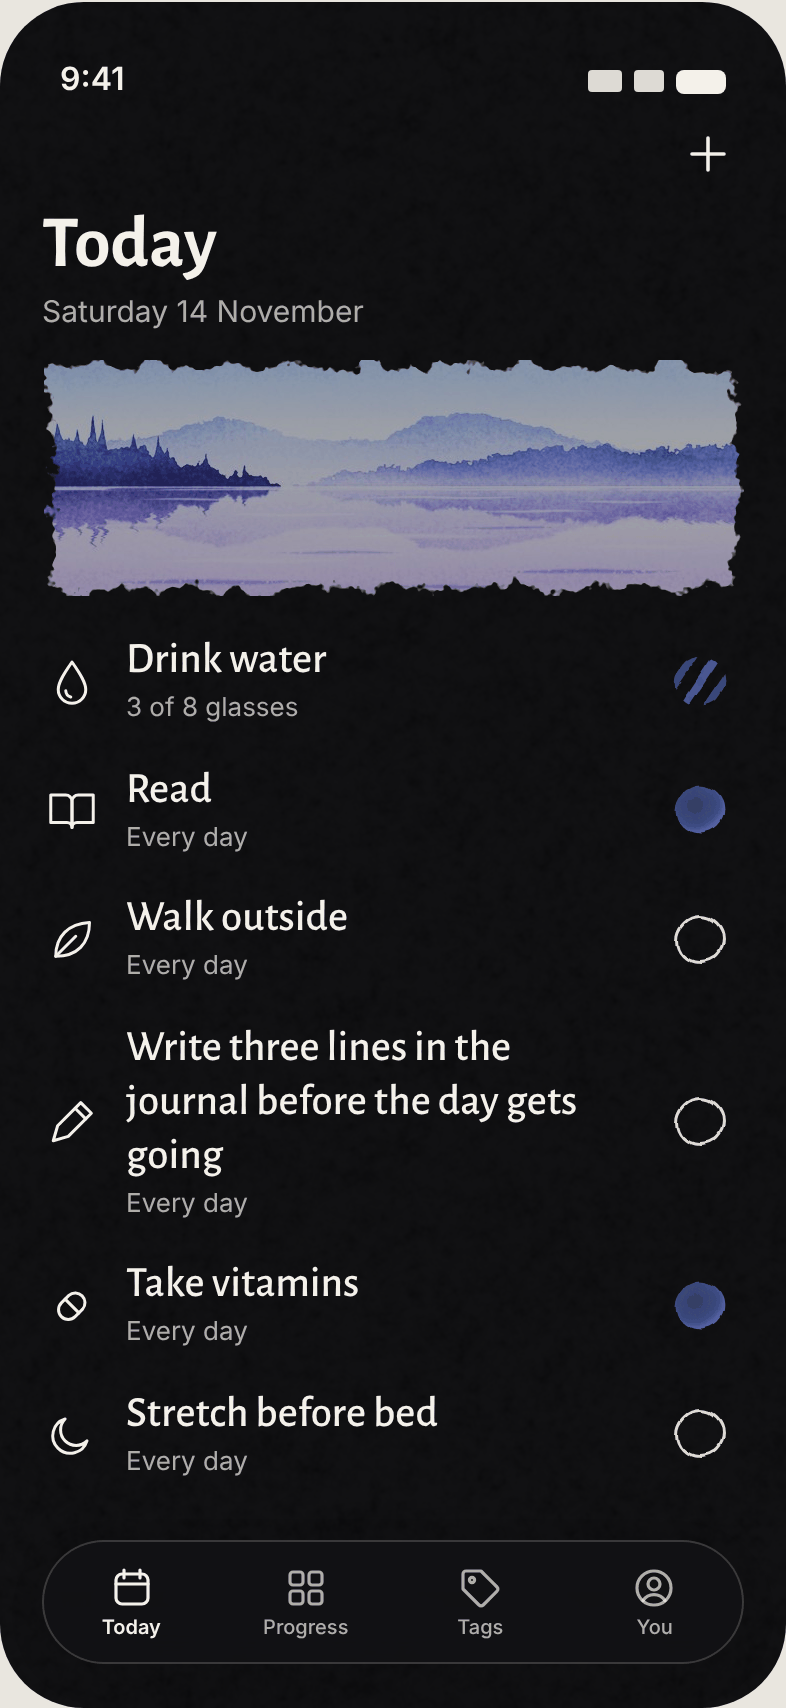 9:41
Today
Saturday 14 November
Drink water
3 of 8 glasses
Read
Every day
Walk outside
Every day
Write three lines in the
journal before the day gets
going
Every day
Take vitamins
Every day
Stretch before bed
Every day
Today
Progress
Tags
You